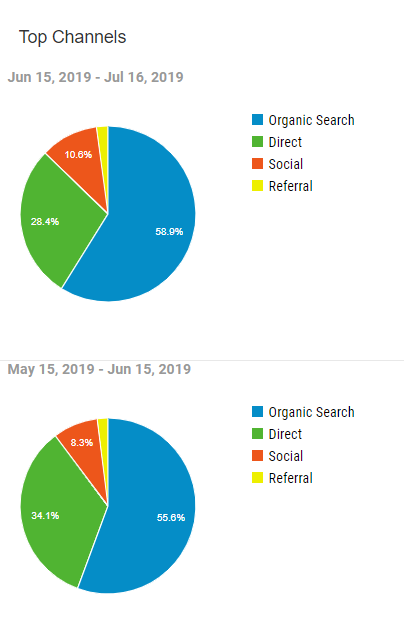 Top Channels
Jun 15, 2019 - Jul 16, 2019
Organic Search
Direct
Social
Referral
10.6%
28.4%
58.9%
May 15, 2019 - Jun 15, 2019
Organic Search
Direct
Social
Referral
8.3%
34.1%
55.6%